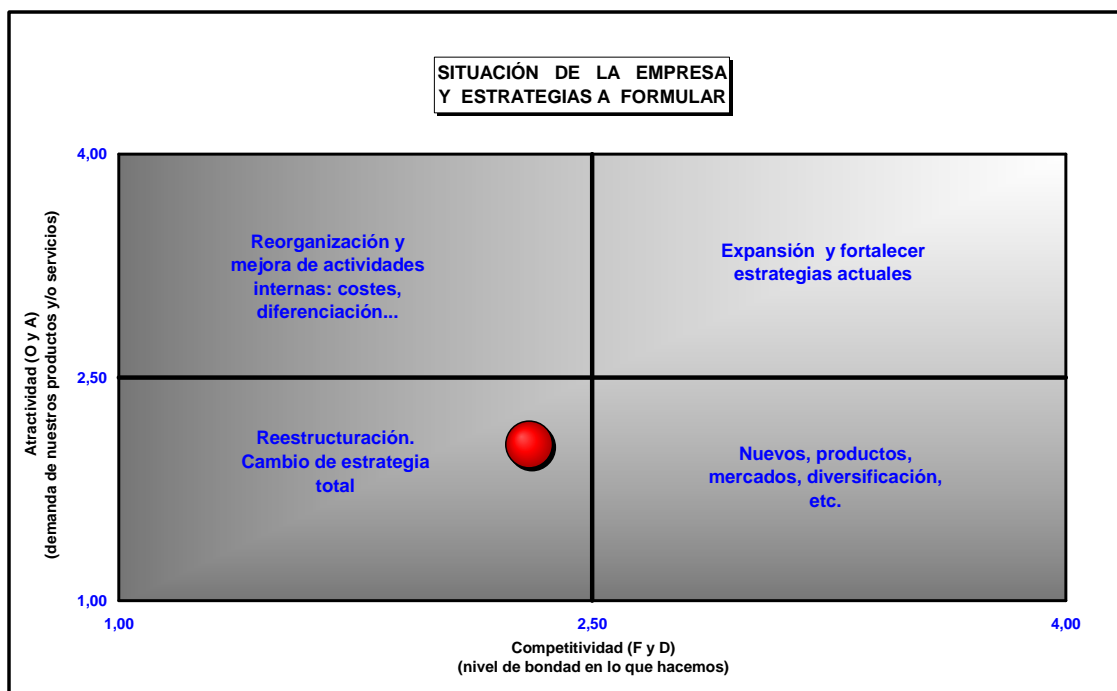 SITUACIÓN DE LA EMPRESA
Y ESTRATEGIAS A FORMULAR
4,00
Reorganización y
mejora de actividades
internas: costes,
diferenciación...
Expansión y fortalecer
estrategias actuales
Atractividad (O y A)
(demanda de nuestros productos y/o servicios)
2,50
Reestructuración.
Cambio de estrategia
total
Nuevos, productos,
mercados, diversificación,
etc.
1,00
1,00
2,50
4,00
Competitividad (F y D)
(nivel de bondad en lo que hacemos)